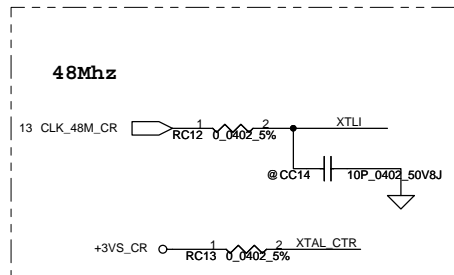 48Mhz
13 CLK_48M_CR 1 2 XTLI
RC12 0_0402_5%
@CC14 10P_0402_50V8J
+3VS_CR 1 2 XTAL_CTR
RC13 0_0402_5%